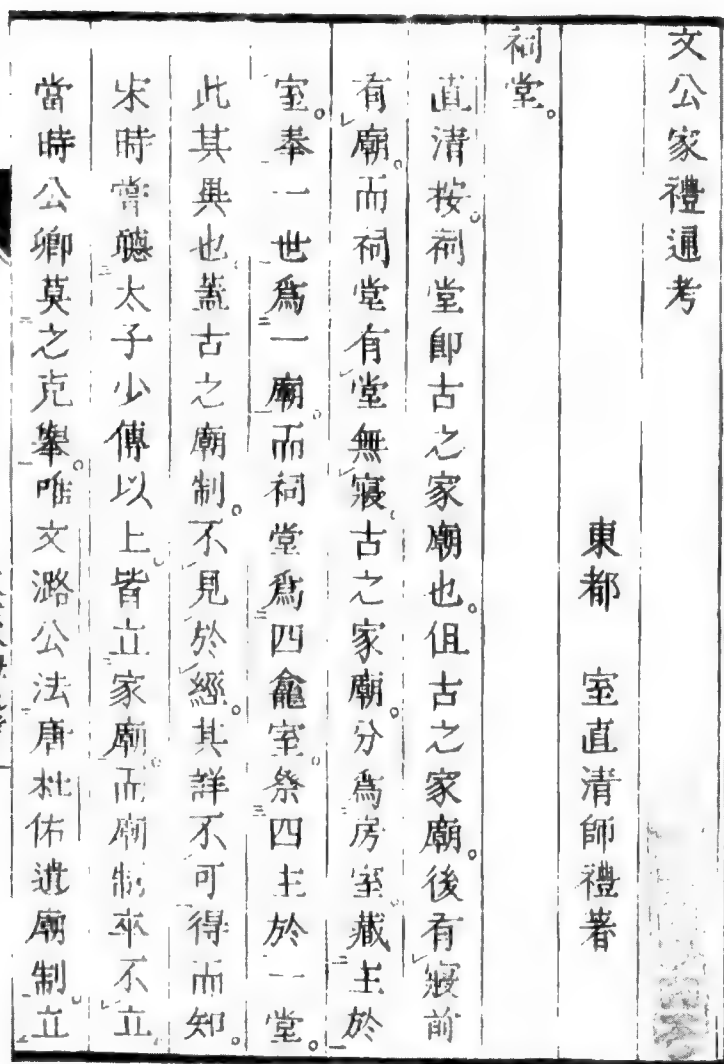 文公家禮通考
東都　室直清師禮著
祠堂。
直清按。祠堂即古之家廟也。但古之家廟。後有寢前
有廟。而祠堂有堂無寢。古之家廟。分爲房室。藏主於
室。奉一世爲一廟。而祠堂爲四龕室。祭四主於一堂。
此其異也。蓋古之廟制。不見於經。其詳不可得而知。
宋時嘗聽太子少傅以上。皆立家廟。而廟制卒不立。
當時公卿莫之克舉。唯文潞公法唐杜佑遺廟制。立